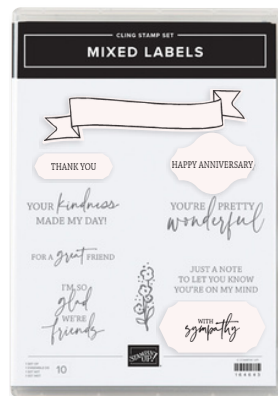 CLING STAMP SET
MIXED LABELS
THANK YOU
HAPPY ANNIVERSARY
YOUR kindness
MADE MY DAY!
YOU'RE PRETTY
wonderful
FOR A great FRIEND
I'M SO
glad
WE'RE
friends
JUST A NOTE
TO LET YOU KNOW
YOU'RE ON MY MIND
WITH
sympathy
STAMPIN' UP!
10